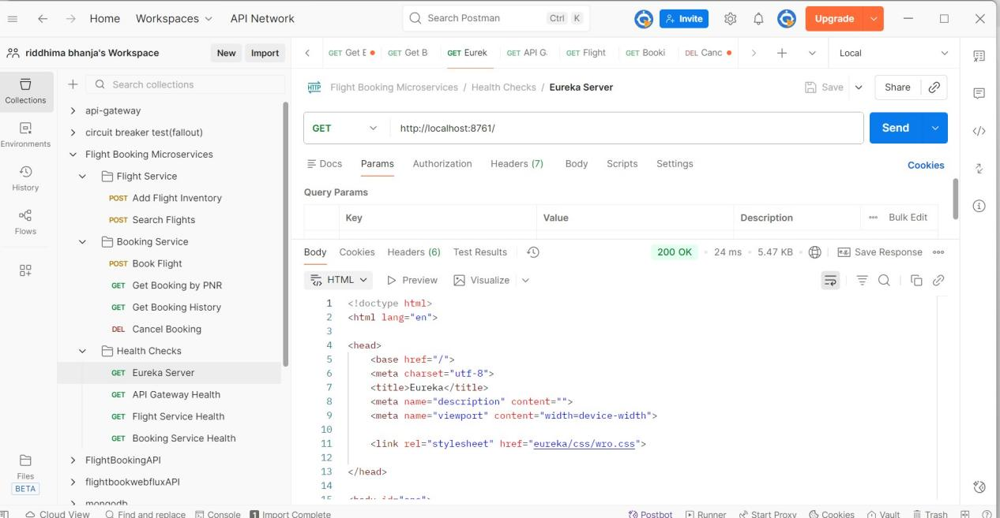 Home Workspaces API Network Search Postman Ctrl K Invite Upgrade
riddhima bhanja's Workspace New Import GET Get E GET Get B GET Eurek GET API G. GET Flight GET Booki DEL Canc Local
Collections
Environments
History
Flows
Files
BETA
Search collections
api-gateway
circuit breaker test(fallout)
Flight Booking Microservices
Flight Service
POST Add Flight Inventory
POST Search Flights
Booking Service
POST Book Flight
GET Get Booking by PNR
GET Get Booking History
DEL Cancel Booking
Health Checks
GET Eureka Server
GET API Gateway Health
GET Flight Service Health
GET Booking Service Health
FlightBookingAPI
flightbookwebfluxAPI
mongodb
HTTP Flight Booking Microservices / Health Checks / Eureka Server Save Share
GET http://localhost:8761/ Send
Docs Params Authorization Headers (7) Body Scripts Settings Cookies
Query Params
Key Value Description Bulk Edit
Body Cookies Headers (6) Test Results 200 OK 24 ms 5.47 KB e.g. Save Response
HTML Preview Visualize
1 <!doctype html>
2 <html lang="en">
3
4 <head>
5 <base href="/">
6 <meta charset="utf-8">
7 <title>Eureka</title>
8 <meta name="description" content="">
9 <meta name="viewport" content="width=device-width">
10
11 <link rel="stylesheet" href="eureka/css/wro.css">
12
13 </head>
14
15 <body id="one">
Cloud View Find and replace Console 1 Import Complete Postbot Runner Start Proxy Cookies Vault Trash